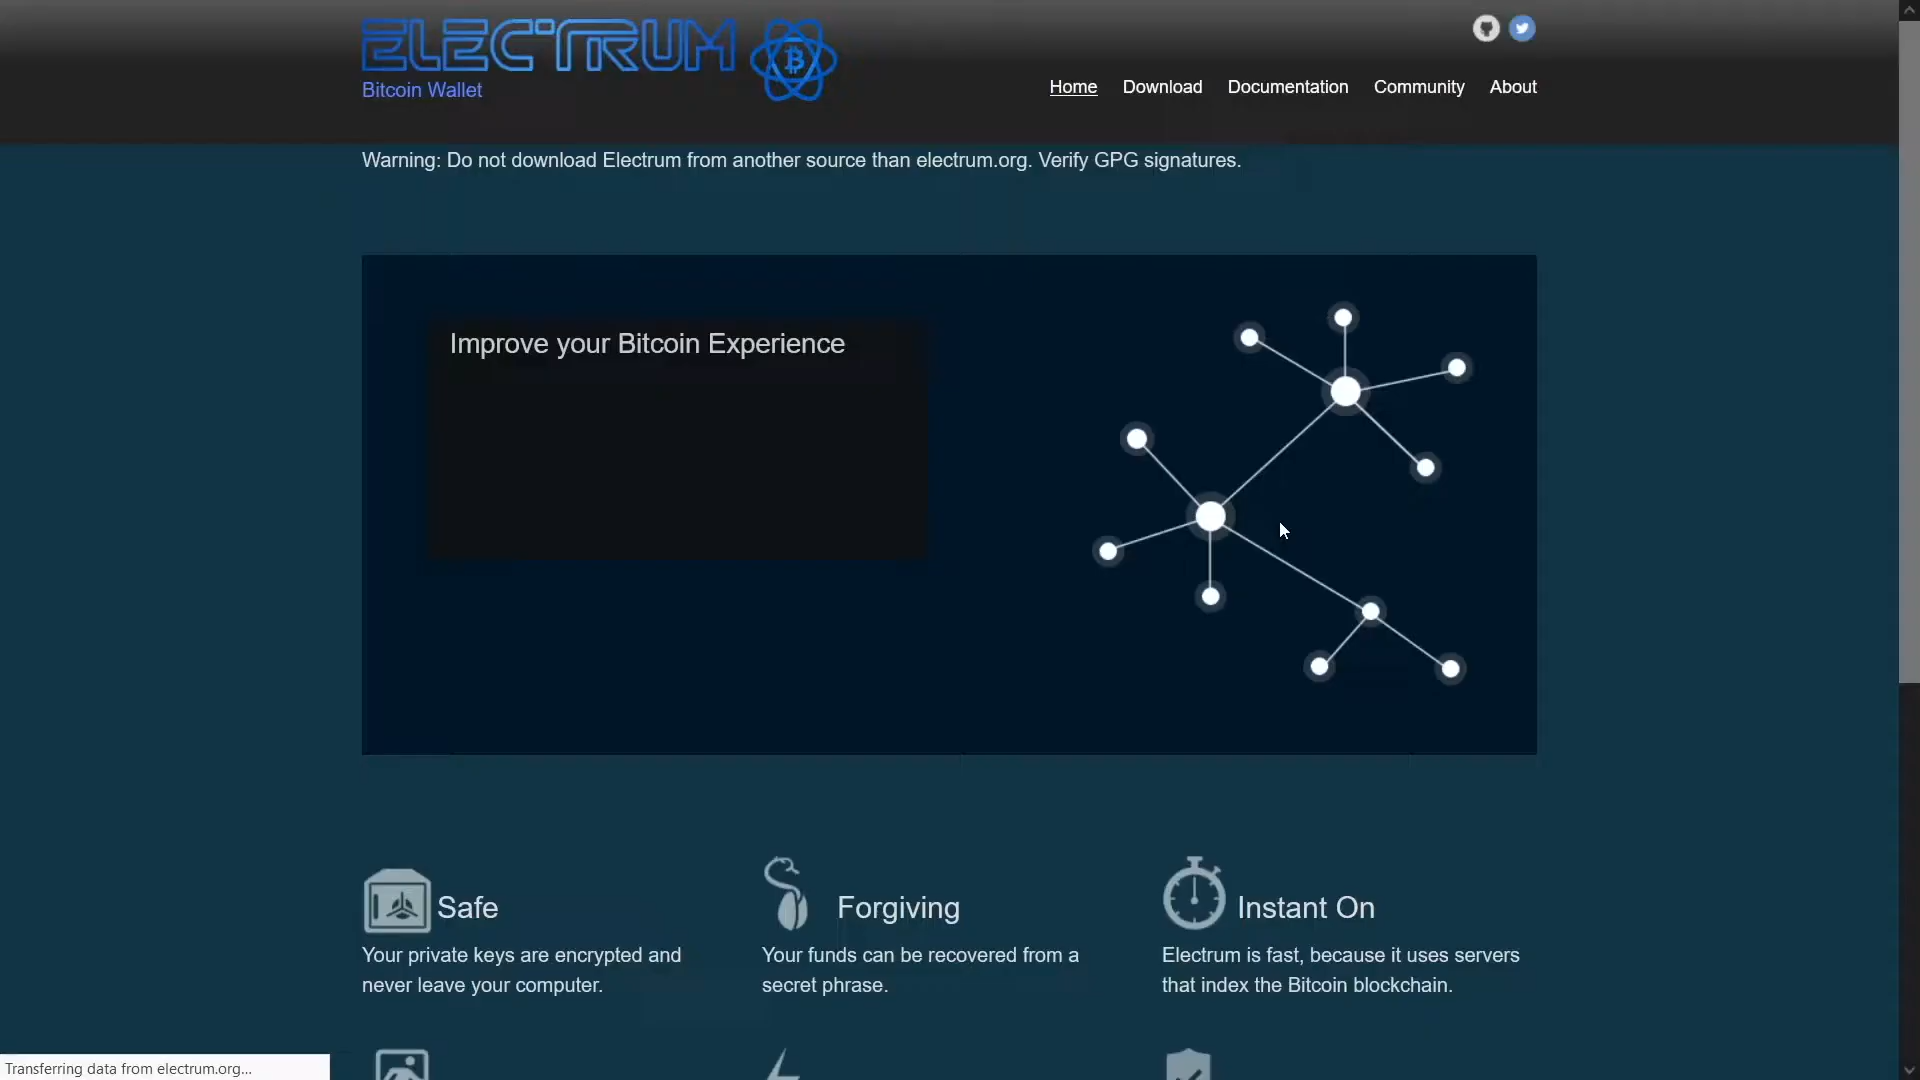 ELECTRUM
Bitcoin Wallet
Home Download Documentation Community About
Warning: Do not download Electrum from another source than electrum.org. Verify GPG signatures.
Improve your Bitcoin Experience
Safe
Your private keys are encrypted and
never leave your computer.
Forgiving
Your funds can be recovered from a
secret phrase.
Instant On
Electrum is fast, because it uses servers
that index the Bitcoin blockchain.
Transferring data from electrum.org...